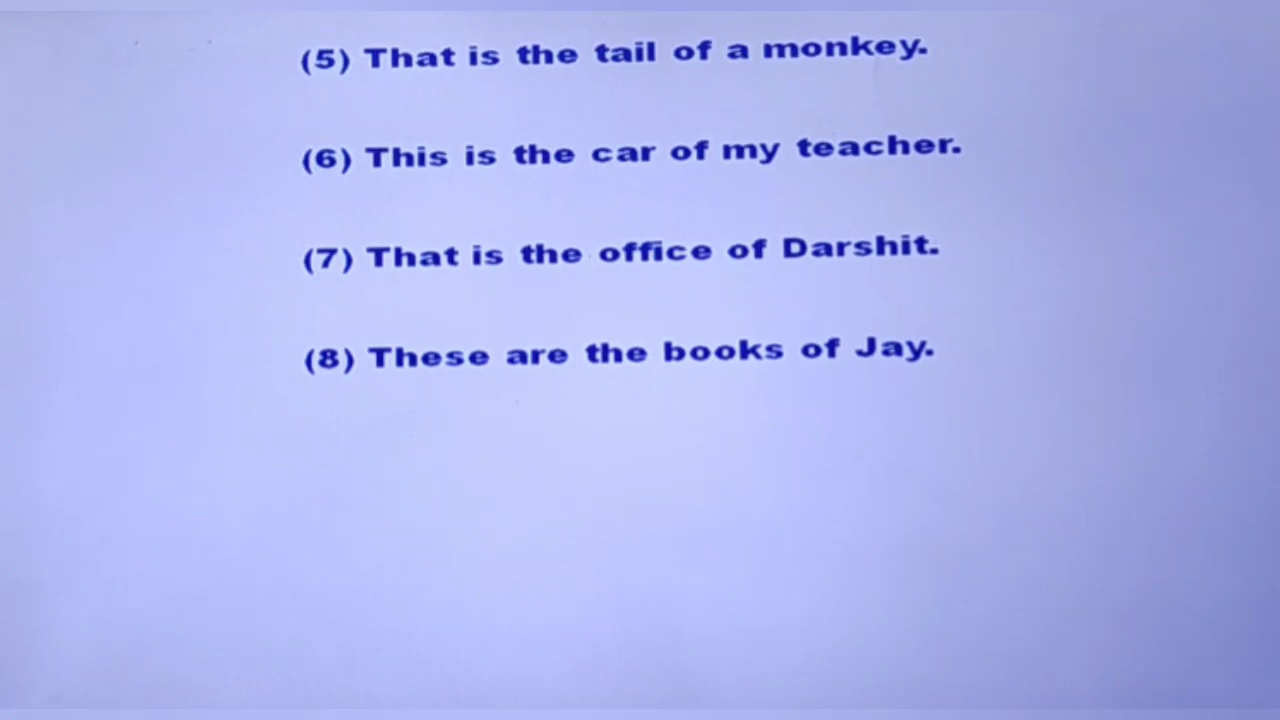 (5) That is the tail of a monkey.
(6) This is the car of my teacher.
(7) That is the office of Darshit.
(8) These are the books of Jay.